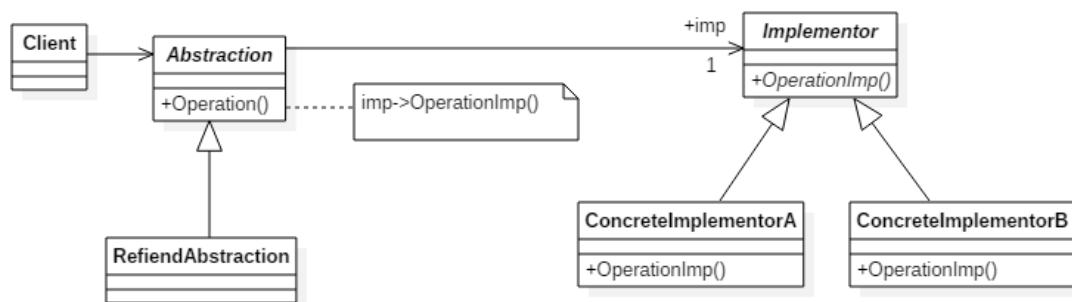 Client
Abstraction
+Operation()
imp->OperationImp()
+imp
1
Implementor
+OperationImp()
RefiendAbstraction
ConcreteImplementorA
+OperationImp()
ConcreteImplementorB
+OperationImp()